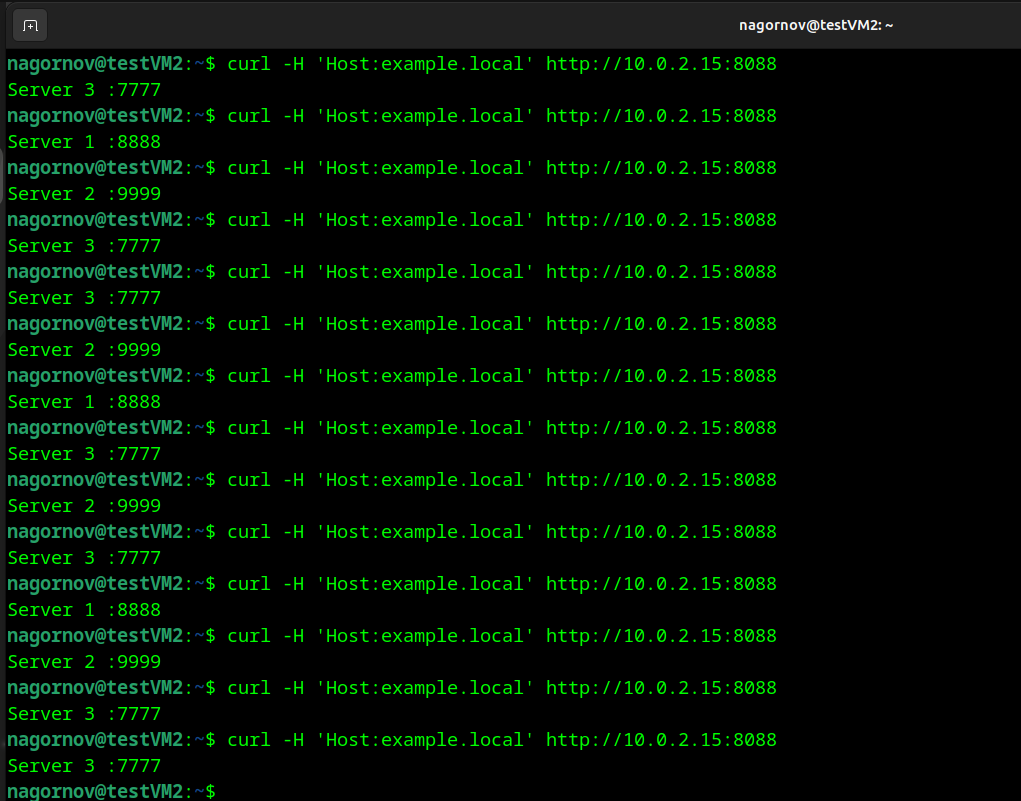 nagornov@testVM2: ~
nagornov@testVM2:~$ curl -H 'Host:example.local' http://10.0.2.15:8088
Server 3 :7777
nagornov@testVM2:~$ curl -H 'Host:example.local' http://10.0.2.15:8088
Server 1 :8888
nagornov@testVM2:~$ curl -H 'Host:example.local' http://10.0.2.15:8088
Server 2 :9999
nagornov@testVM2:~$ curl -H 'Host:example.local' http://10.0.2.15:8088
Server 3 :7777
nagornov@testVM2:~$ curl -H 'Host:example.local' http://10.0.2.15:8088
Server 3 :7777
nagornov@testVM2:~$ curl -H 'Host:example.local' http://10.0.2.15:8088
Server 2 :9999
nagornov@testVM2:~$ curl -H 'Host:example.local' http://10.0.2.15:8088
Server 1 :8888
nagornov@testVM2:~$ curl -H 'Host:example.local' http://10.0.2.15:8088
Server 3 :7777
nagornov@testVM2:~$ curl -H 'Host:example.local' http://10.0.2.15:8088
Server 2 :9999
nagornov@testVM2:~$ curl -H 'Host:example.local' http://10.0.2.15:8088
Server 3 :7777
nagornov@testVM2:~$ curl -H 'Host:example.local' http://10.0.2.15:8088
Server 1 :8888
nagornov@testVM2:~$ curl -H 'Host:example.local' http://10.0.2.15:8088
Server 2 :9999
nagornov@testVM2:~$ curl -H 'Host:example.local' http://10.0.2.15:8088
Server 3 :7777
nagornov@testVM2:~$ curl -H 'Host:example.local' http://10.0.2.15:8088
Server 3 :7777
nagornov@testVM2:~$